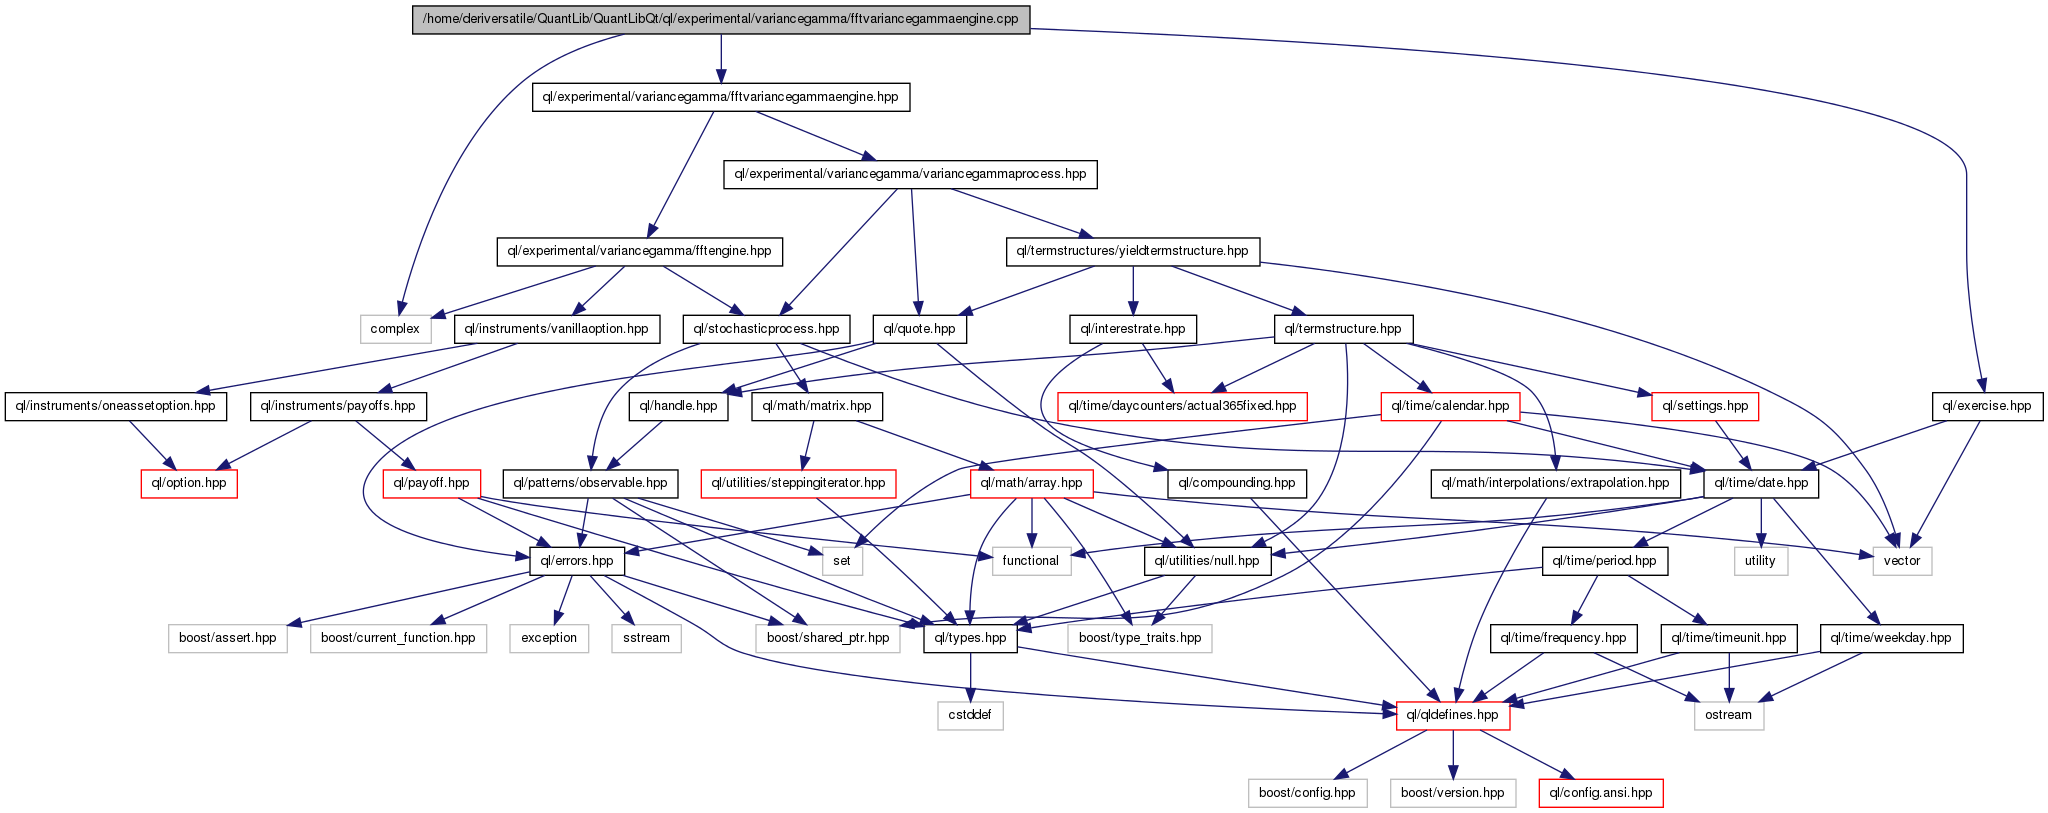 /home/deriversatile/QuantLib/QuantLibQt/ql/experimental/variancegamma/fftvariancegammaengine.cpp
ql/experimental/variancegamma/fftvariancegammaengine.hpp
ql/experimental/variancegamma/variancegammaprocess.hpp
ql/experimental/variancegamma/fftengine.hpp
ql/termstructures/yieldtermstructure.hpp
complex
ql/instruments/vanillaoption.hpp
ql/stochasticprocess.hpp
ql/quote.hpp
ql/interestrate.hpp
ql/termstructure.hpp
ql/instruments/oneassetoption.hpp
ql/instruments/payoffs.hpp
ql/handle.hpp
ql/math/matrix.hpp
ql/time/daycounters/actual365fixed.hpp
ql/time/calendar.hpp
ql/settings.hpp
ql/exercise.hpp
ql/option.hpp
ql/payoff.hpp
ql/patterns/observable.hpp
ql/utilities/steppingiterator.hpp
ql/math/array.hpp
ql/compounding.hpp
ql/math/interpolations/extrapolation.hpp
ql/time/date.hpp
ql/errors.hpp
set
functional
ql/utilities/null.hpp
ql/time/period.hpp
utility
vector
boost/assert.hpp
boost/current_function.hpp
exception
sstream
boost/shared_ptr.hpp
ql/types.hpp
boost/type_traits.hpp
ql/time/frequency.hpp
ql/time/timeunit.hpp
ql/time/weekday.hpp
cstddef
ql/qldefines.hpp
ostream
boost/config.hpp
boost/version.hpp
ql/config.ansi.hpp